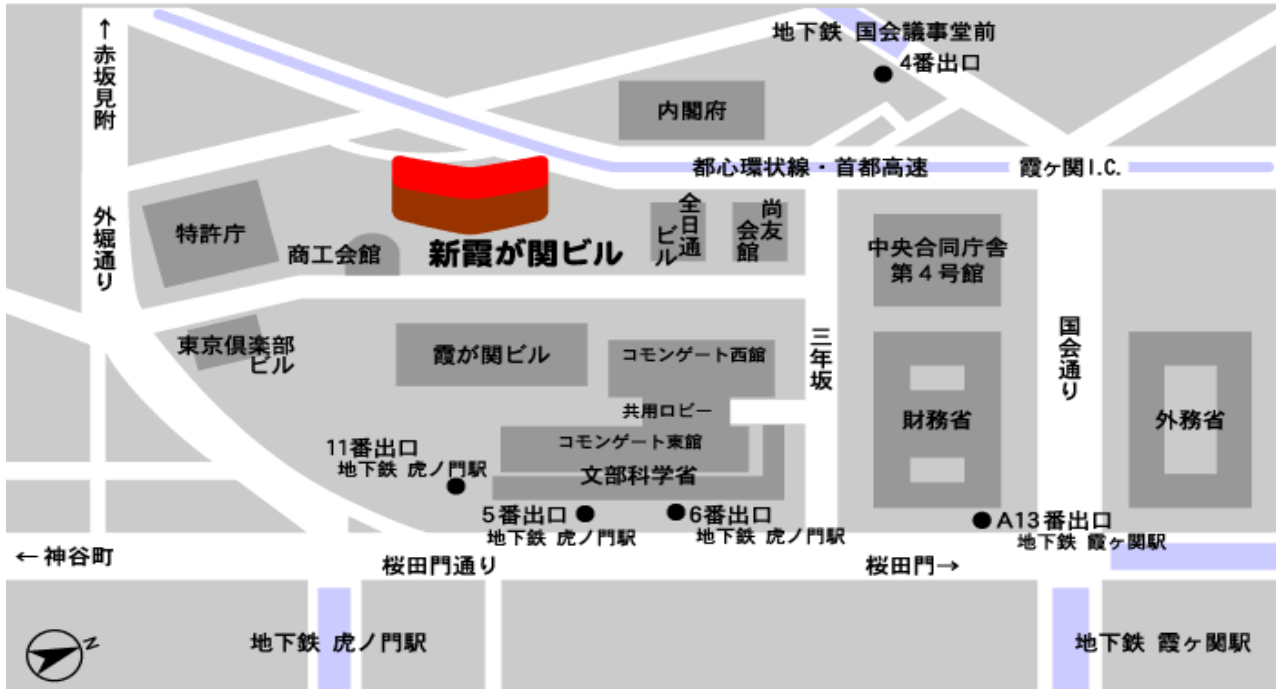 ↑赤坂見附
地下鉄 国会議事堂前
4番出口
内閣府
都心環状線・首都高速
霞ヶ関I.C.
外堀通り
特許庁
商工会館
新霞が関ビル
全日通
ビル
尚友
会館
中央合同庁舎
第4号館
東京倶楽部
ビル
霞が関ビル
コモンゲート西館
三年坂
国会通り
共用ロビー
財務省
外務省
コモンゲート東館
11番出口
地下鉄 虎ノ門駅
文部科学省
5番出口
地下鉄 虎ノ門駅
6番出口
地下鉄 虎ノ門駅
A13番出口
地下鉄 霞ヶ関駅
←神谷町
桜田門通り
桜田門→
地下鉄 虎ノ門駅
地下鉄 霞ヶ関駅
N